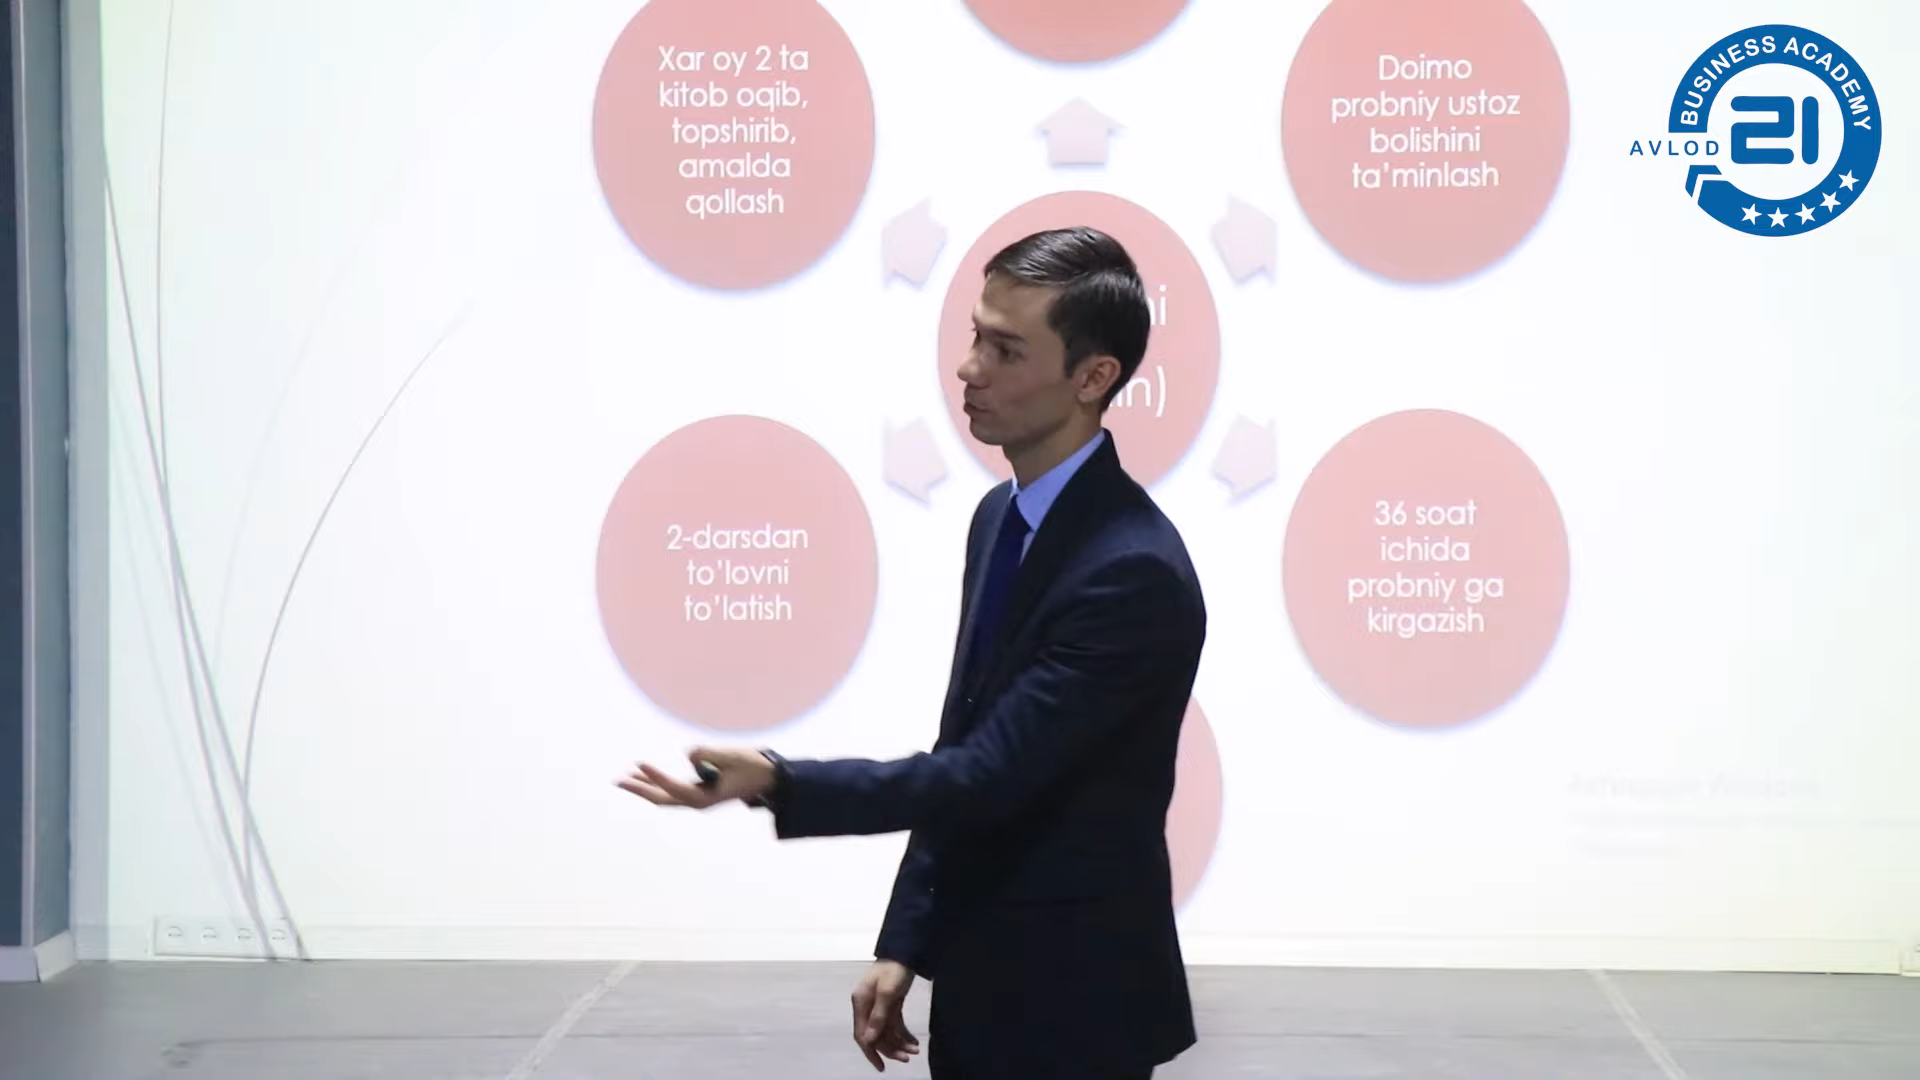 Xar oy 2 ta
kitob oqib,
topshirib,
amalda
qollash
Doimo
probniy ustoz
bolishini
ta'minlash
2-darsdan
to'lovni
to'latish
36 soat
ichida
probniy ga
kirgazish
BUSINESS ACADEMY
AVLOD 21